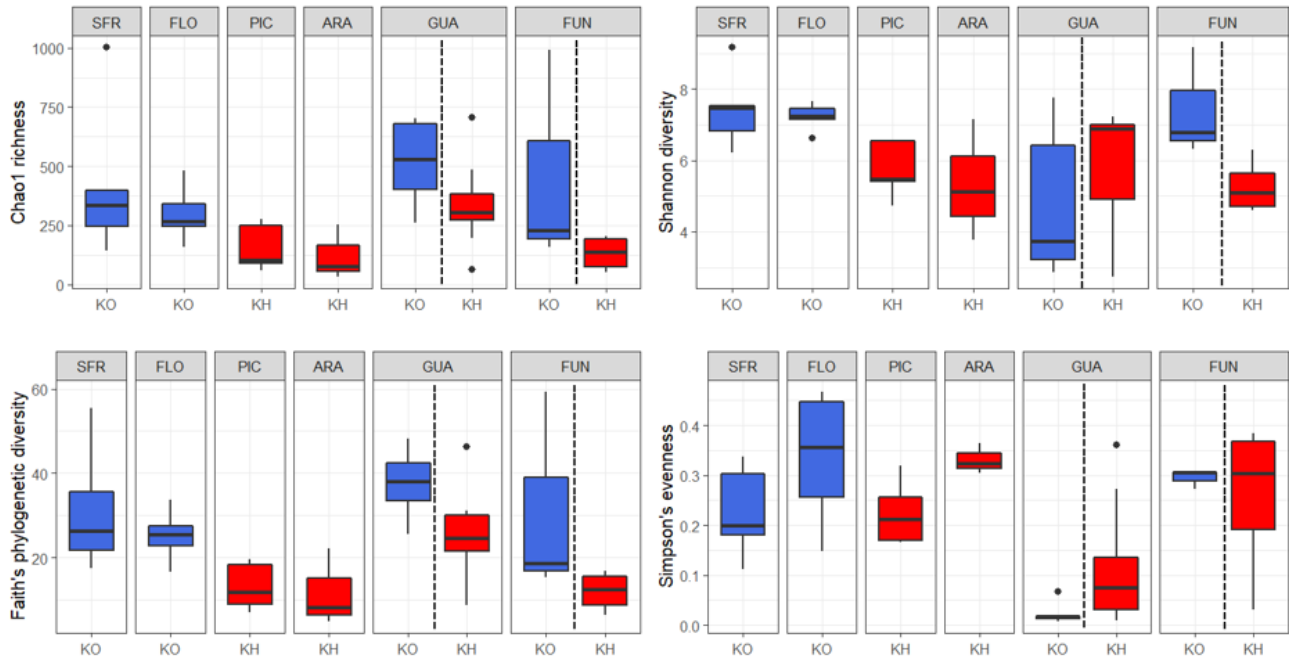 SFR FLO PIC ARA GUA FUN
Chao1 richness
1000
750
500
250
0
KO KO KH KH KO KH KO KH
SFR FLO PIC ARA GUA FUN
Shannon diversity
8
6
4
KO KO KH KH KO KH KO KH
SFR FLO PIC ARA GUA FUN
Faith's phylogenetic diversity
60
40
20
KO KO KH KH KO KH KO KH
SFR FLO PIC ARA GUA FUN
Simpson's evenness
0.4
0.3
0.2
0.1
0.0
KO KO KH KH KO KH KO KH